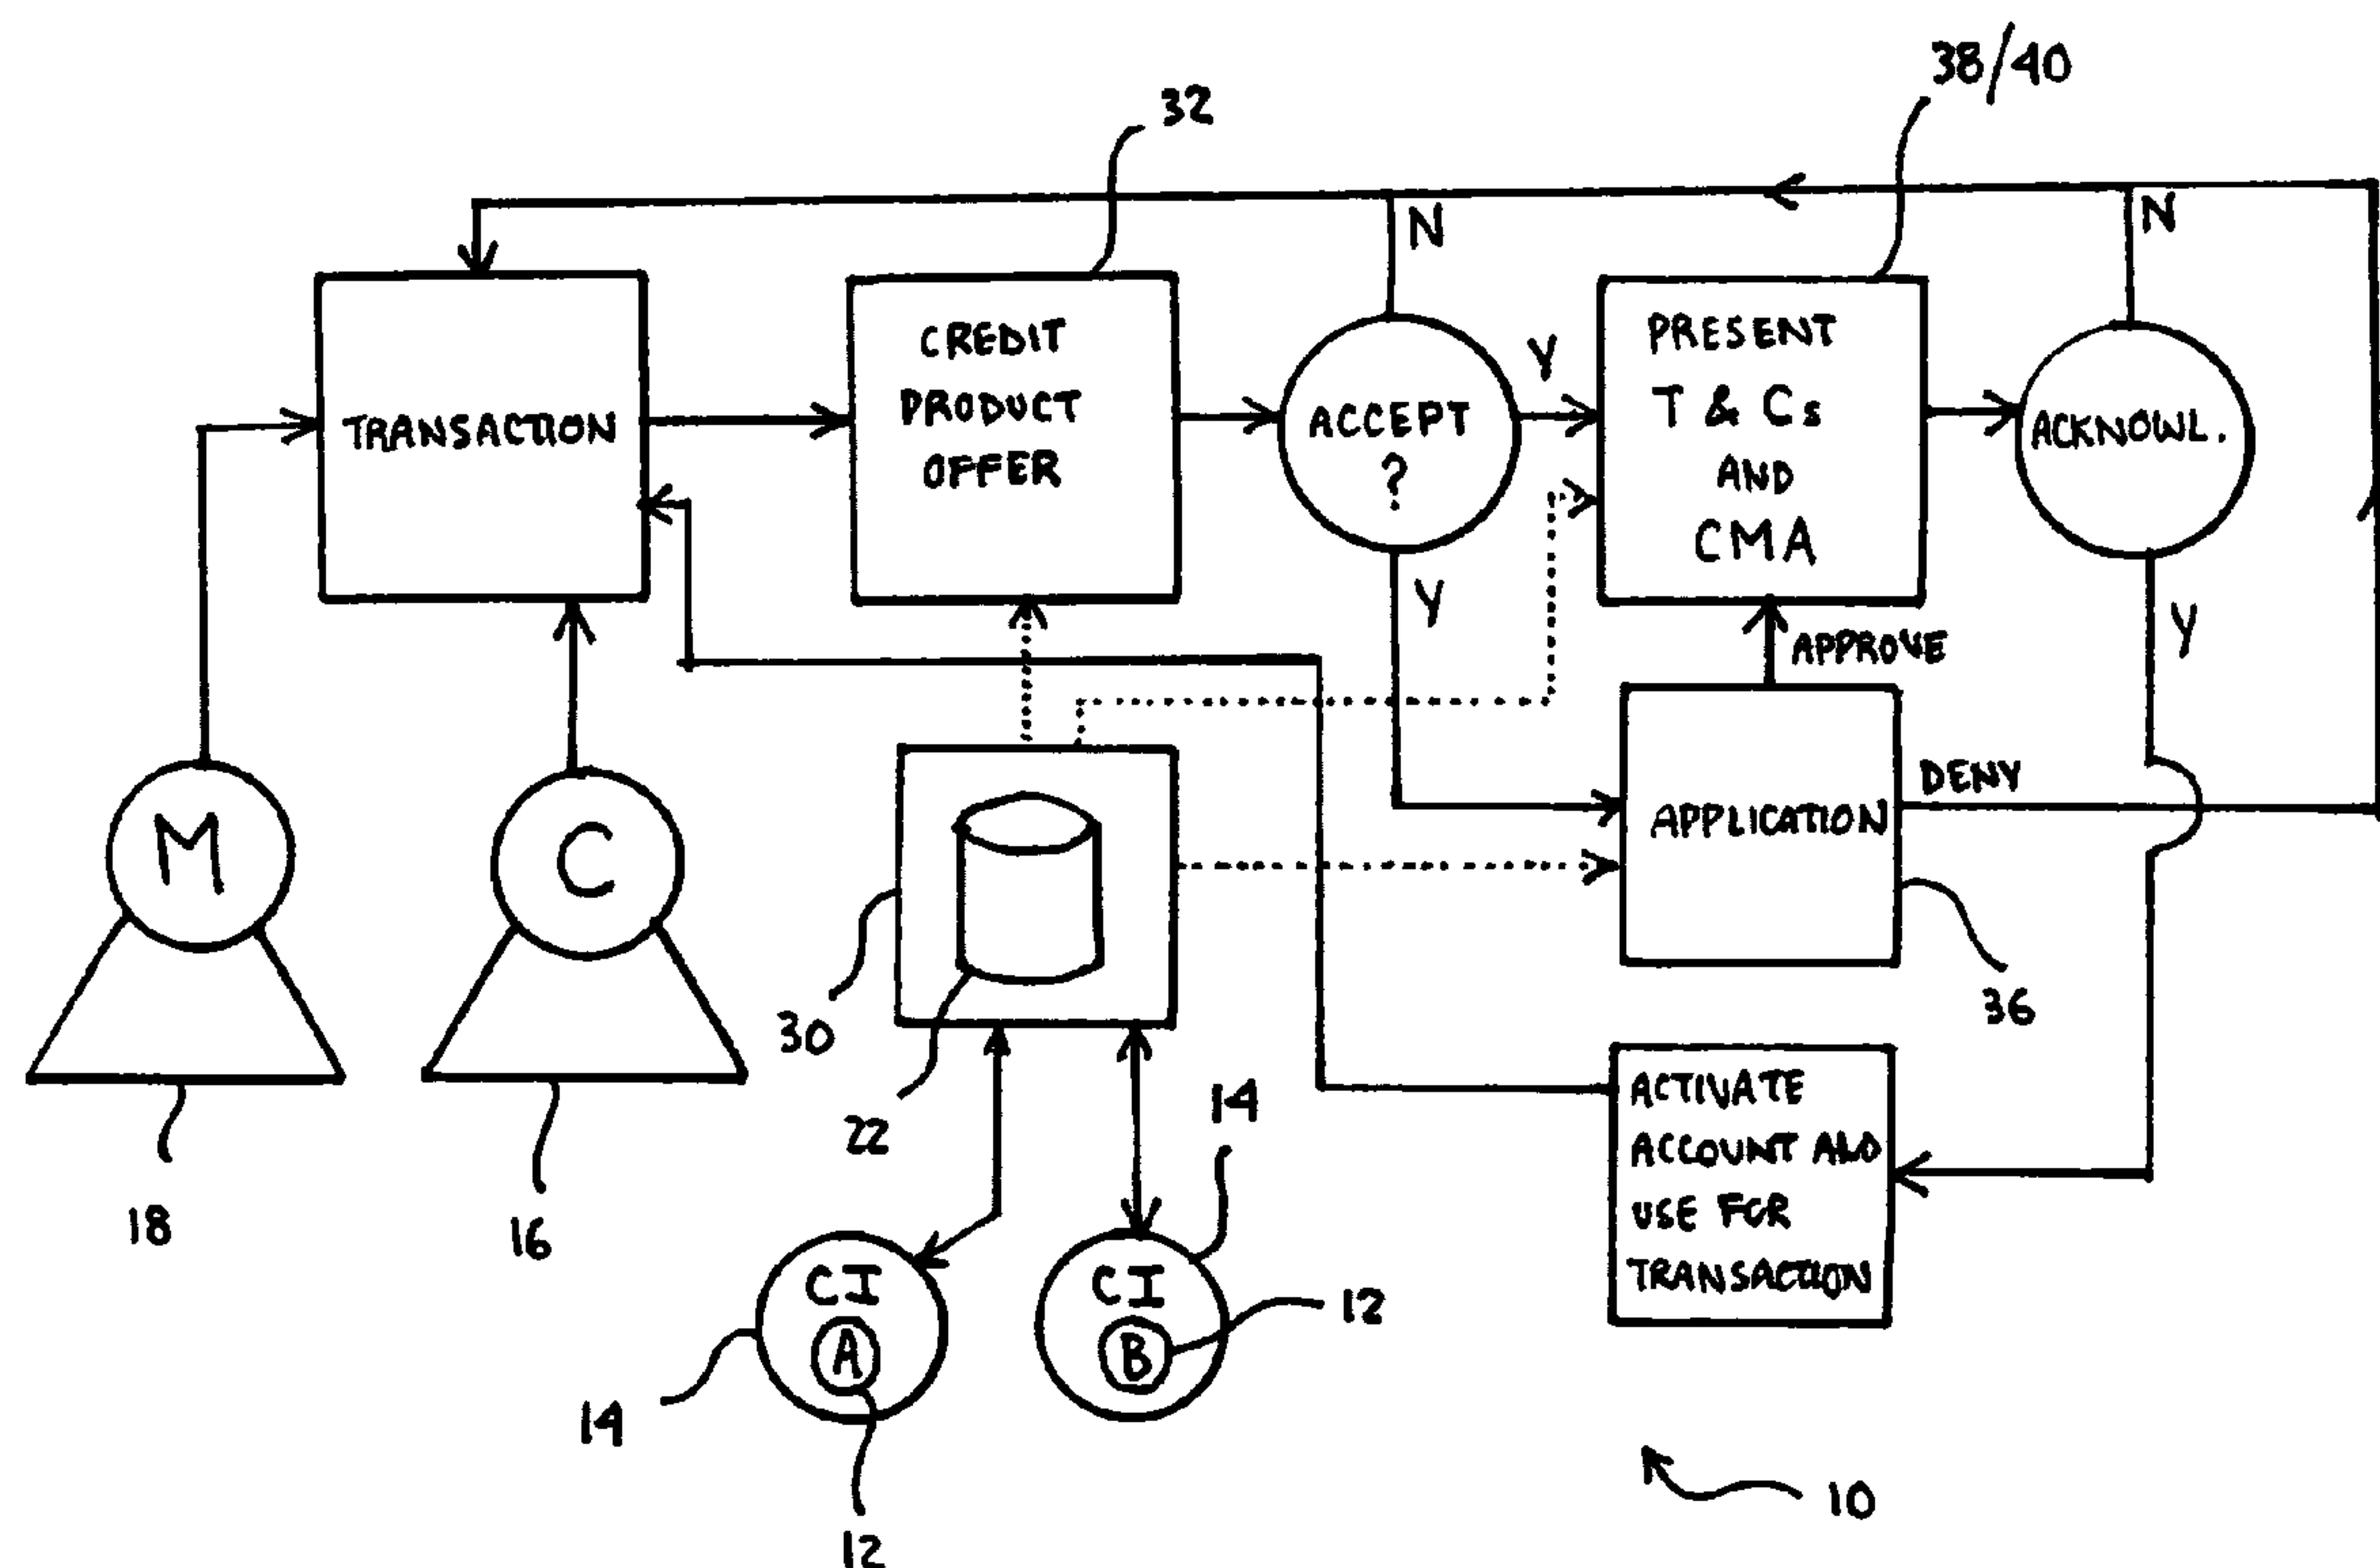 38/40
32
N
N
TRANSACTION
CREDIT
PRODUCT
OFFER
ACCEPT
?
Y
PRESENT
T & Cs
AND
CMA
ACKNOWL.
Y
Y
APPROVE
M
C
APPLICATION
DENY
30
22
36
18
16
14
ACTIVATE
ACCOUNT AND
USE FOR
TRANSACTION
CI
A
CI
B
12
14
12
10